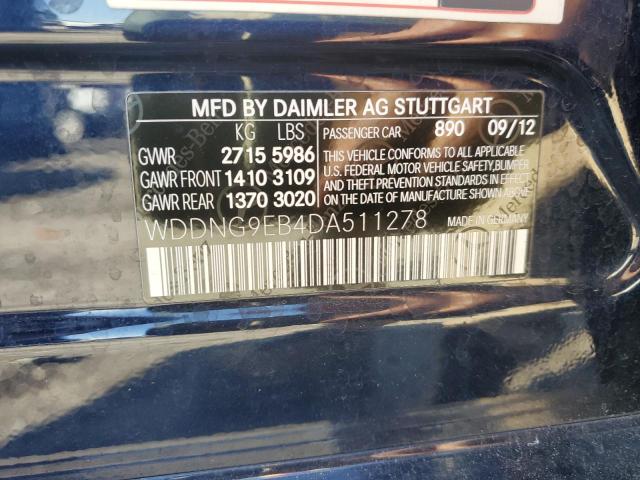 MFD BY DAIMLER AG STUTTGART
KG LBS PASSENGER CAR 890 09/12
GVWR 2715 5986
GAWR FRONT 1410 3109
GAWR REAR 1370 3020
THIS VEHICLE CONFORMS TO ALL APPLICABLE
U.S. FEDERAL MOTOR VEHICLE SAFETY, BUMPER
AND THEFT PREVENTION STANDARDS IN EFFECT
ON THE DATE OF MANUFACTURE SHOWN ABOVE
WDDNG9EB4DA511278
MADE IN GERMANY